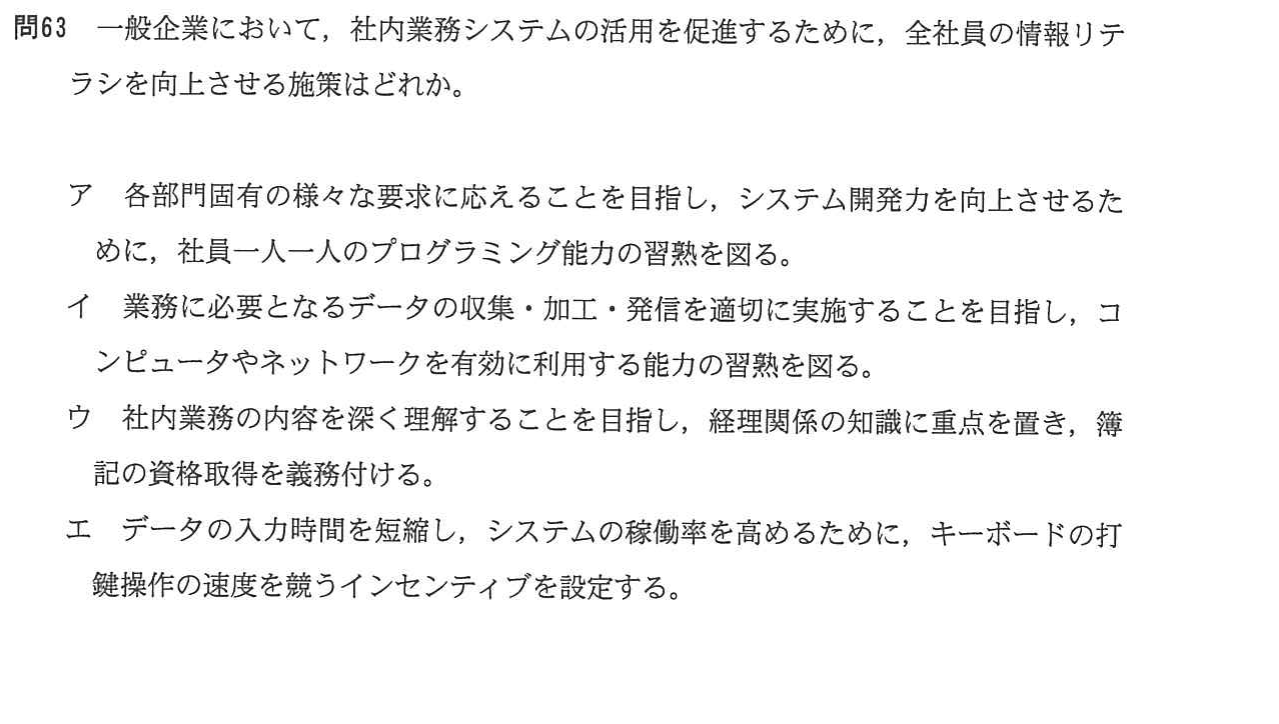 問63 一般企業において，社内業務システムの活用を促進するために，全社員の情報リテ
ラシを向上させる施策はどれか。
ア 各部門固有の様々な要求に応えることを目指し，システム開発力を向上させるた
めに，社員一人一人のプログラミング能力の習熟を図る。
イ 業務に必要となるデータの収集・加工・発信を適切に実施することを目指し，コ
ンピュータやネットワークを有効に利用する能力の習熟を図る。
ウ 社内業務の内容を深く理解することを目指し，経理関係の知識に重点を置き，簿
記の資格取得を義務付ける。
エ データの入力時間を短縮し，システムの稼働率を高めるために，キーボードの打
鍵操作の速度を競うインセンティブを設定する。